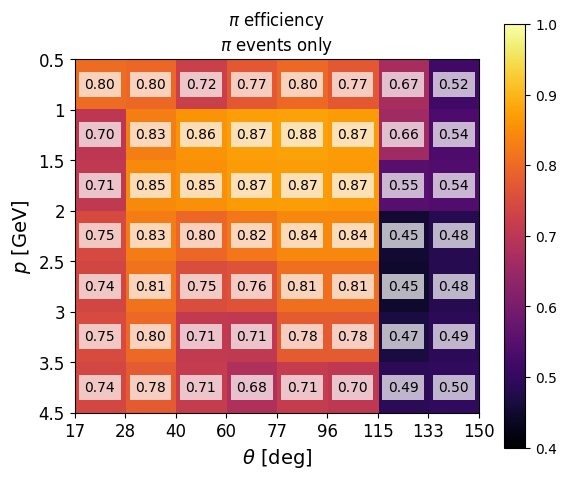 π efficiency
π events only
0.5
1
1.5
2
2.5
3
3.5
4.5
p [GeV]
0.80 0.80 0.72 0.77 0.80 0.77 0.67 0.52
0.70 0.83 0.86 0.87 0.88 0.87 0.66 0.54
0.71 0.85 0.85 0.87 0.87 0.87 0.55 0.54
0.75 0.83 0.80 0.82 0.84 0.84 0.45 0.48
0.74 0.81 0.75 0.76 0.81 0.81 0.45 0.48
0.75 0.80 0.71 0.71 0.78 0.78 0.47 0.49
0.74 0.78 0.71 0.68 0.71 0.70 0.49 0.50
17 28 40 60 77 96 115 133 150
θ [deg]
1.0
0.9
0.8
0.7
0.6
0.5
0.4